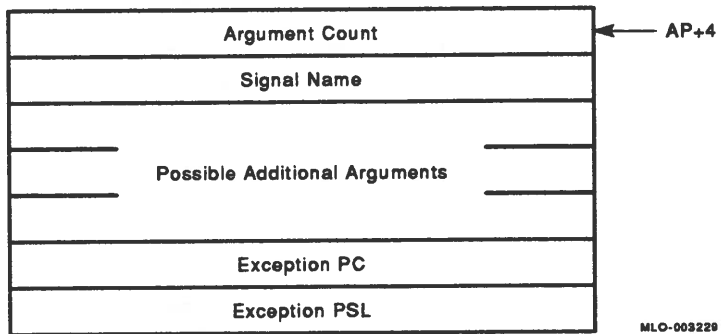 Argument Count
AP+4
Signal Name
Possible Additional Arguments
Exception PC
Exception PSL
MLO-003229